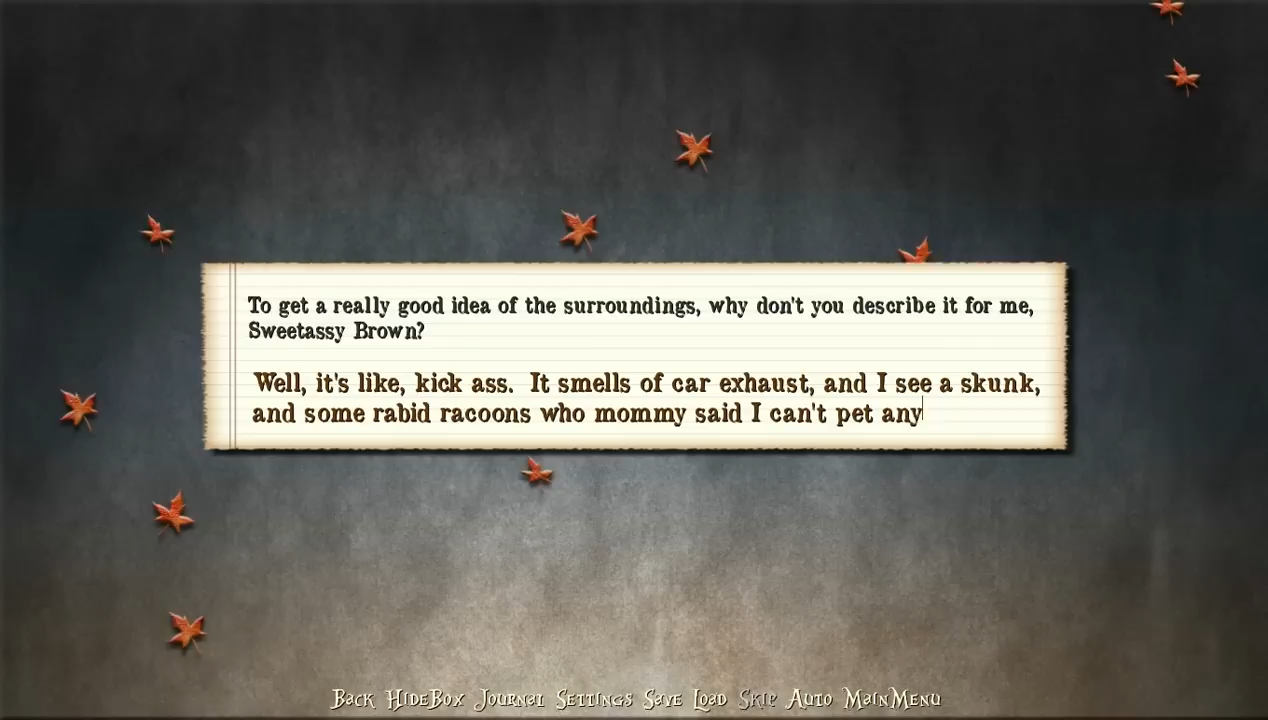 To get a really good idea of the surroundings, why don't you describe it for me,
Sweetassy Brown?
Well, it's like, kick ass.  It smells of car exhaust, and I see a skunk,
and some rabid racoons who mommy said I can't pet any
Back HideBox Journal Settings Save Load Skip Auto MainMenu